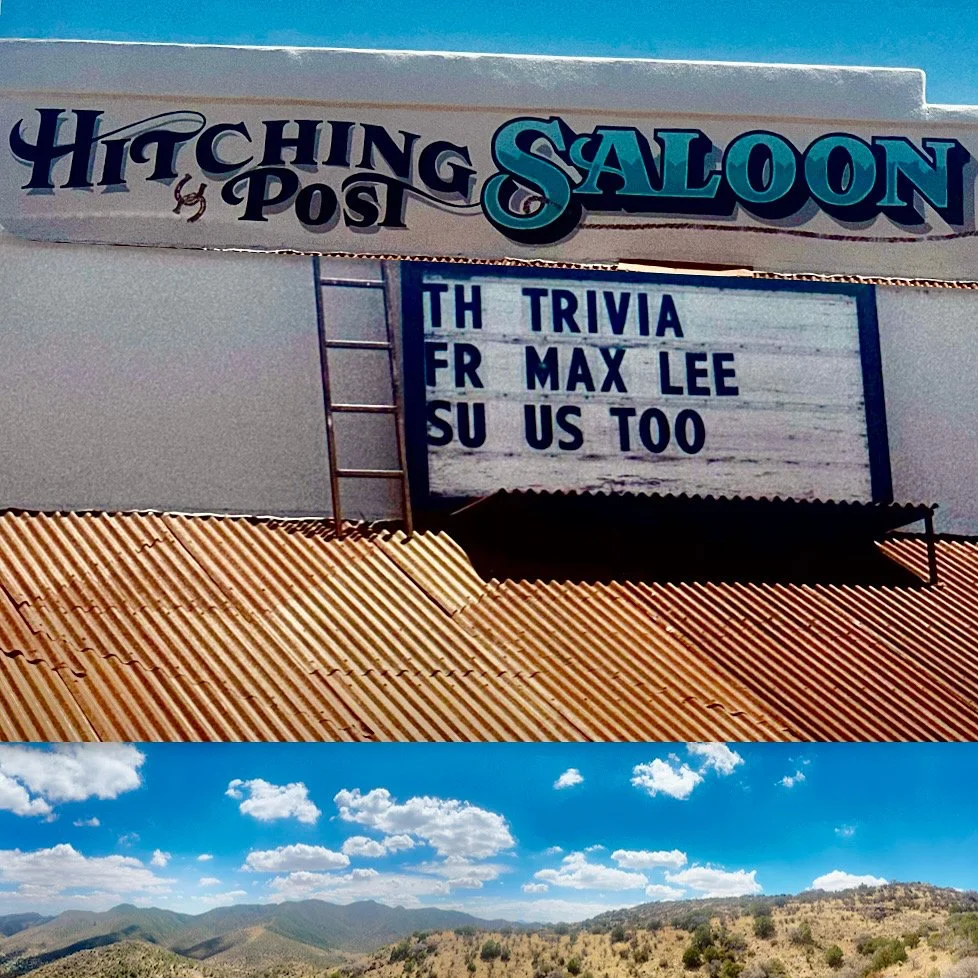 HITCHING
POST
SALOON
TH TRIVIA
FR MAX LEE
SU US TOO